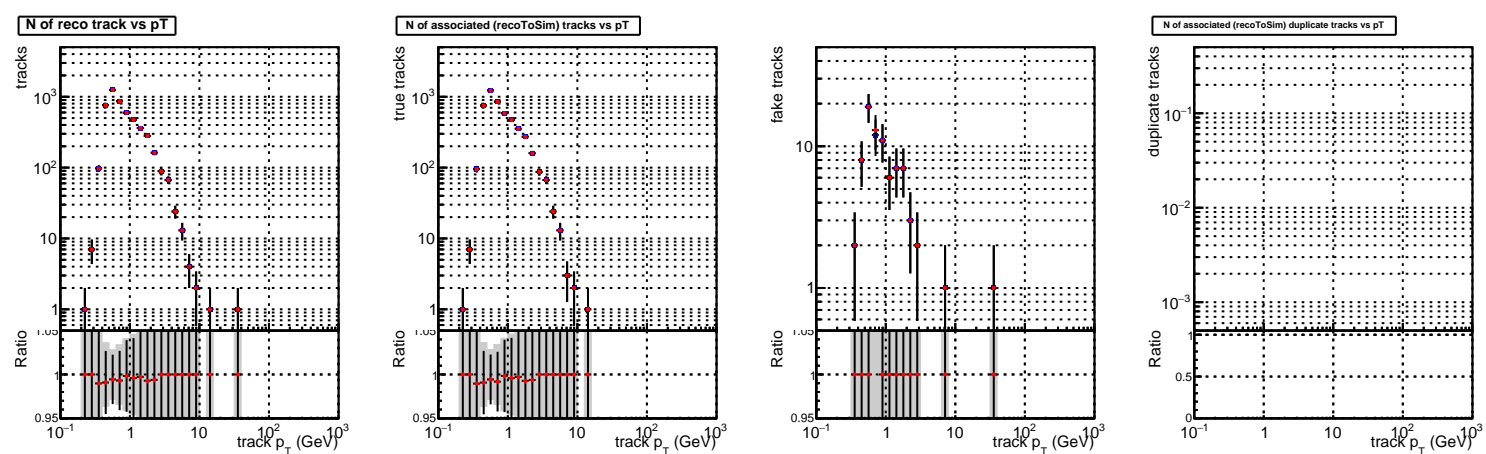 N of reco track vs pT
N of associated (recoToSim) tracks vs pT
N of associated (recoToSim) duplicate tracks vs pT
tracks
10³
10²
10
1
true tracks
10³
10²
10
1
fake tracks
10
1
duplicate tracks
10⁻¹
10⁻²
10⁻³
Ratio
1.05
1
0.95
Ratio
1.05
1
0.95
Ratio
1.05
1
0.95
Ratio
1
0.5
0
10⁻¹ 1 10 10² 10³
track p_T (GeV)
10⁻¹ 1 10 10² 10³
track p_T (GeV)
10⁻¹ 1 10 10² 10³
track p_T (GeV)
10⁻¹ 1 10 10² 10³
track p_T (GeV)